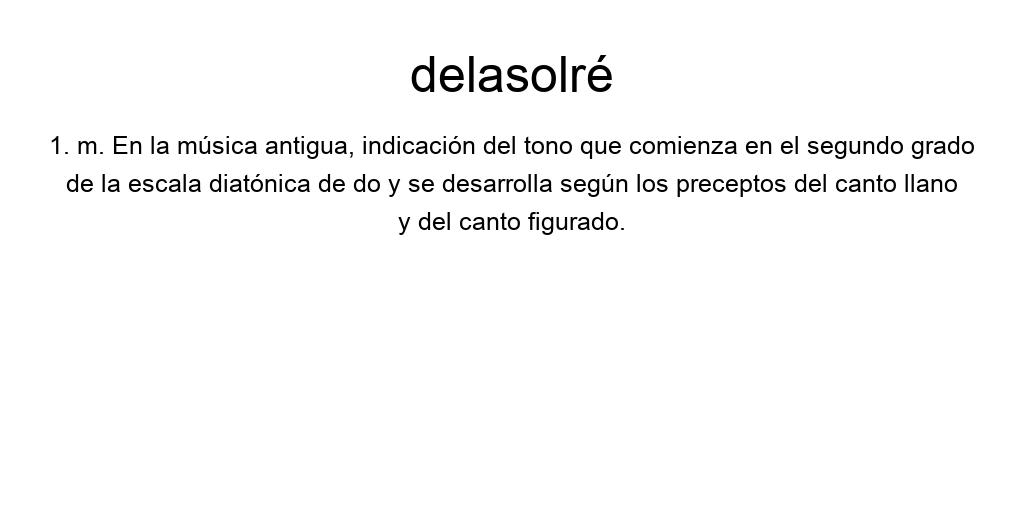 delasolré
1. m. En la música antigua, indicación del tono que comienza en el segundo grado
de la escala diatónica de do y se desarrolla según los preceptos del canto llano
y del canto figurado.